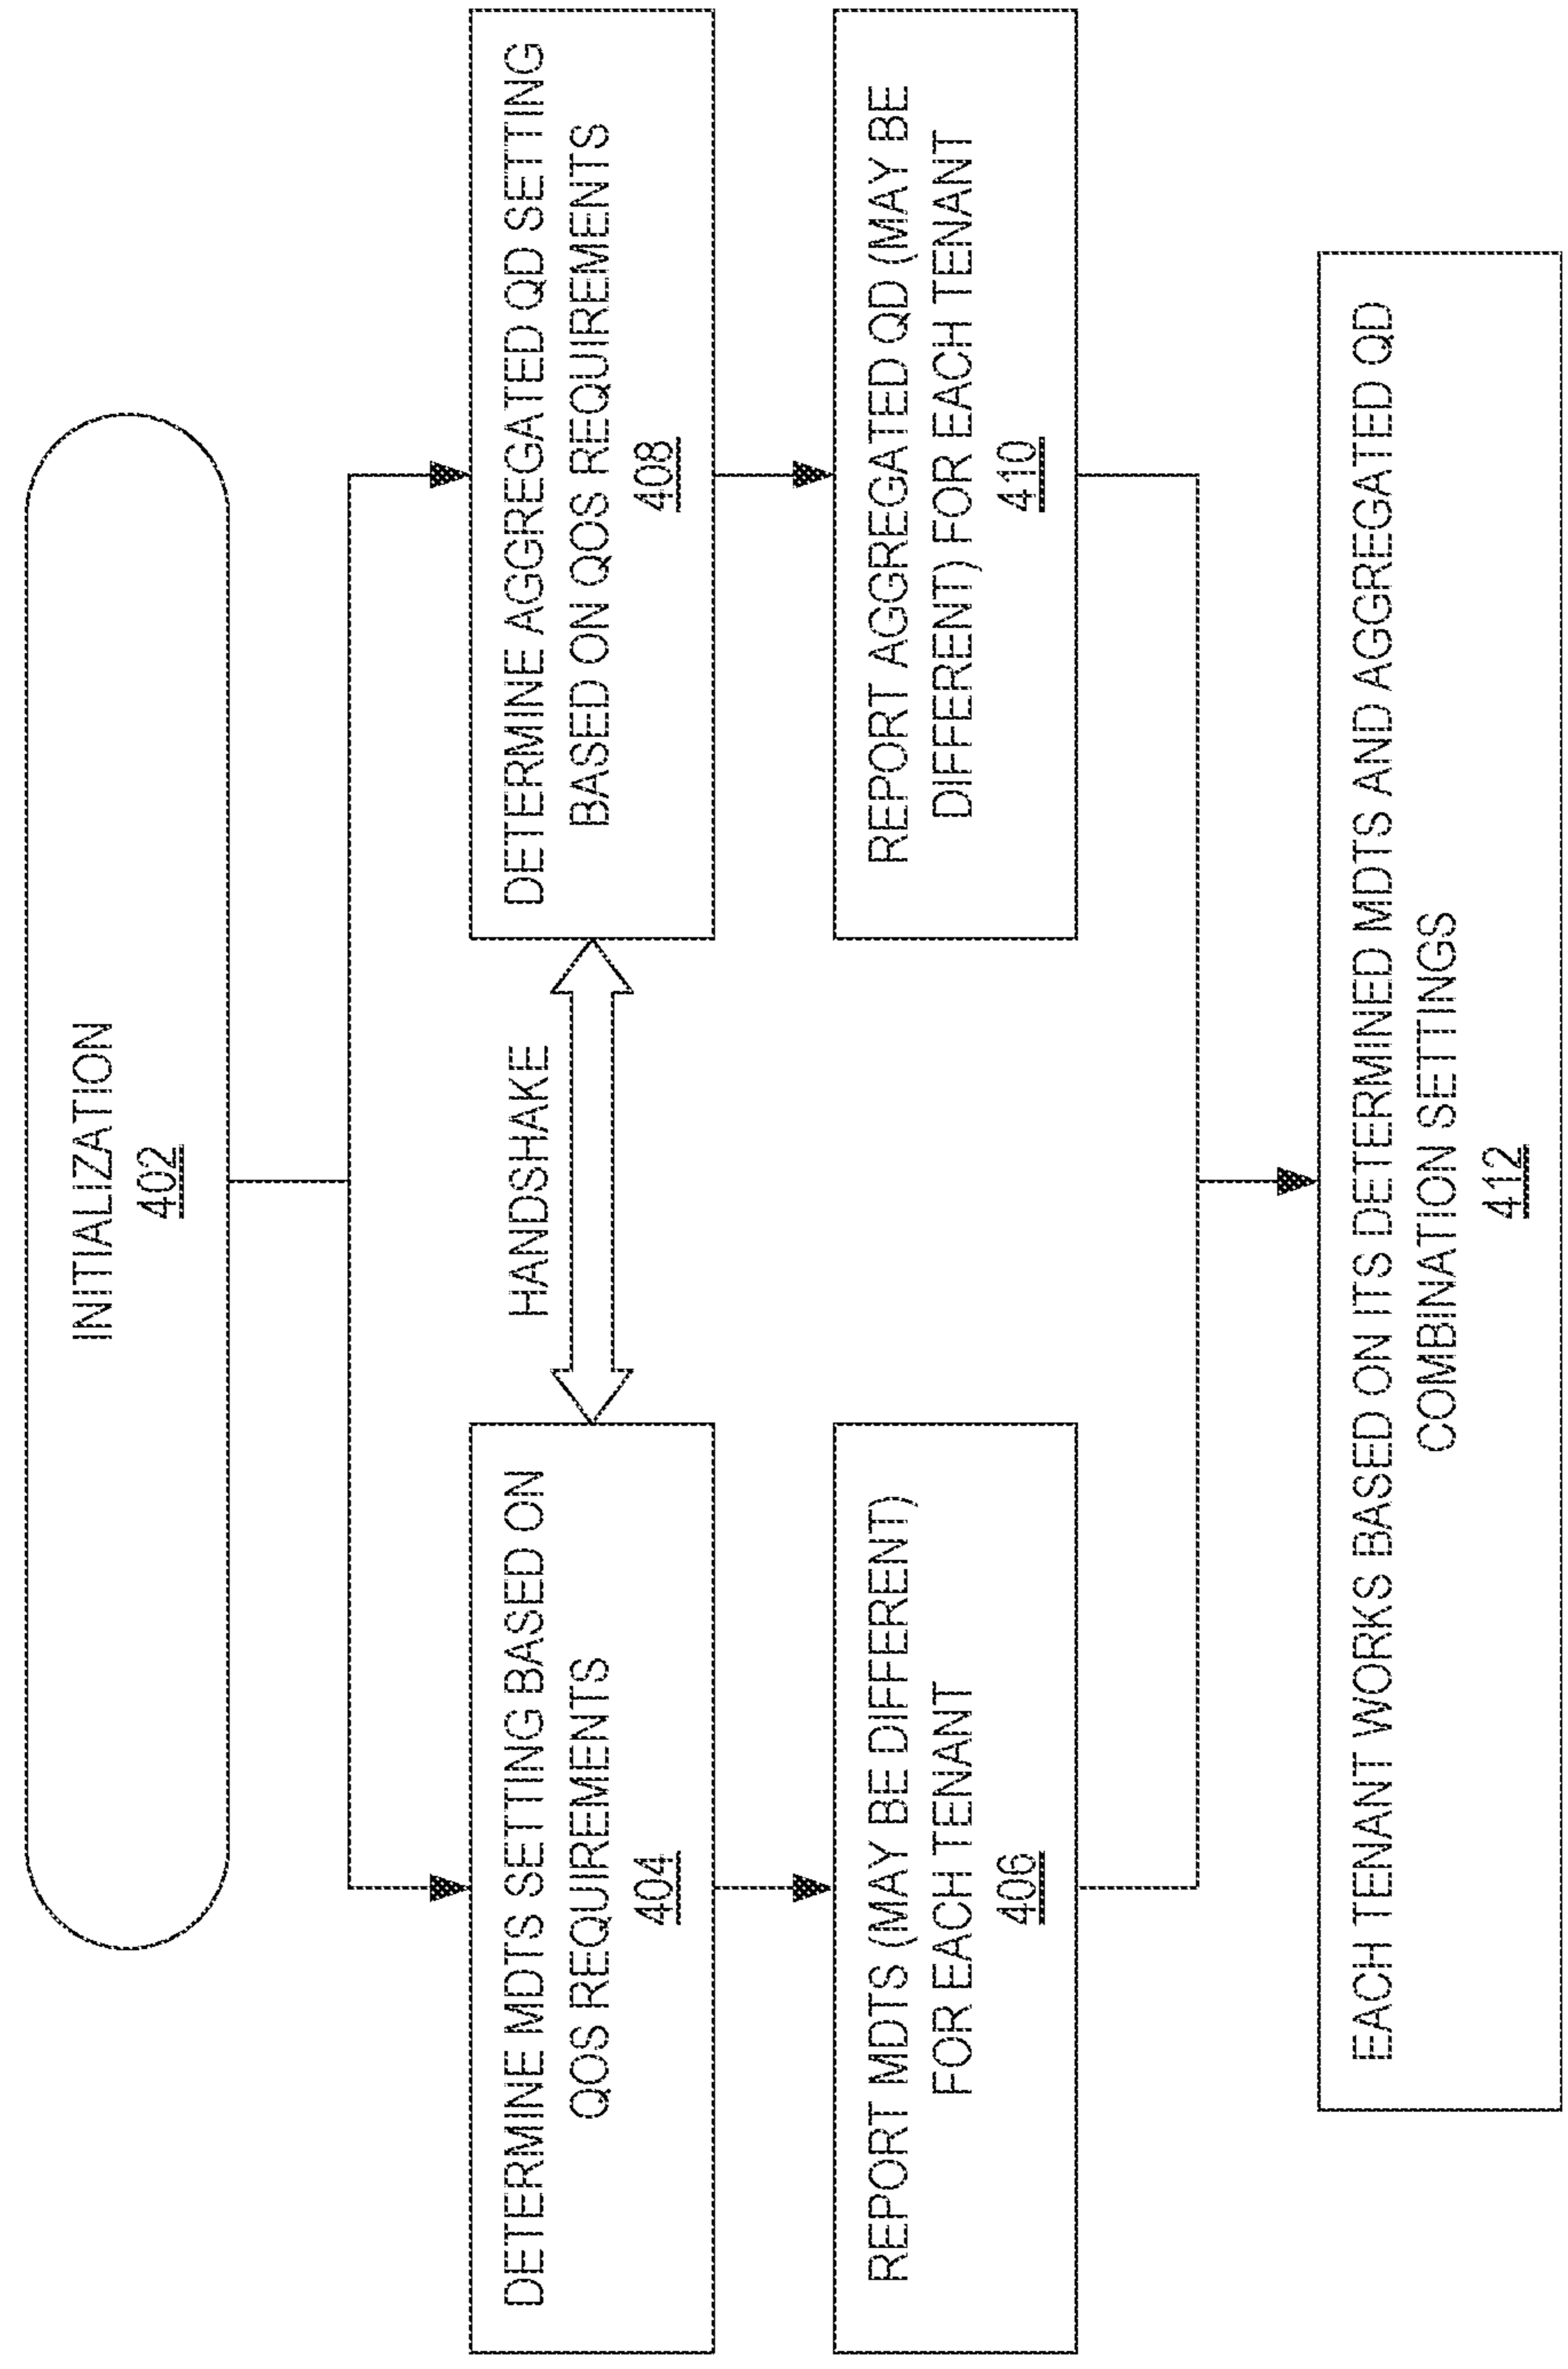 INITIALIZATION
402
DETERMINE MDTS SETTING BASED ON
QOS REQUIREMENTS
404
HANDSHAKE
DETERMINE AGGREGATED QD SETTING
BASED ON QOS REQUIREMENTS
408
REPORT MDTS (MAY BE DIFFERENT)
FOR EACH TENANT
406
REPORT AGGREGATED QD (MAY BE
DIFFERENT) FOR EACH TENANT
410
EACH TENANT WORKS BASED ON ITS DETERMINED MDTS AND AGGREGATED QD
COMBINATION SETTINGS
412